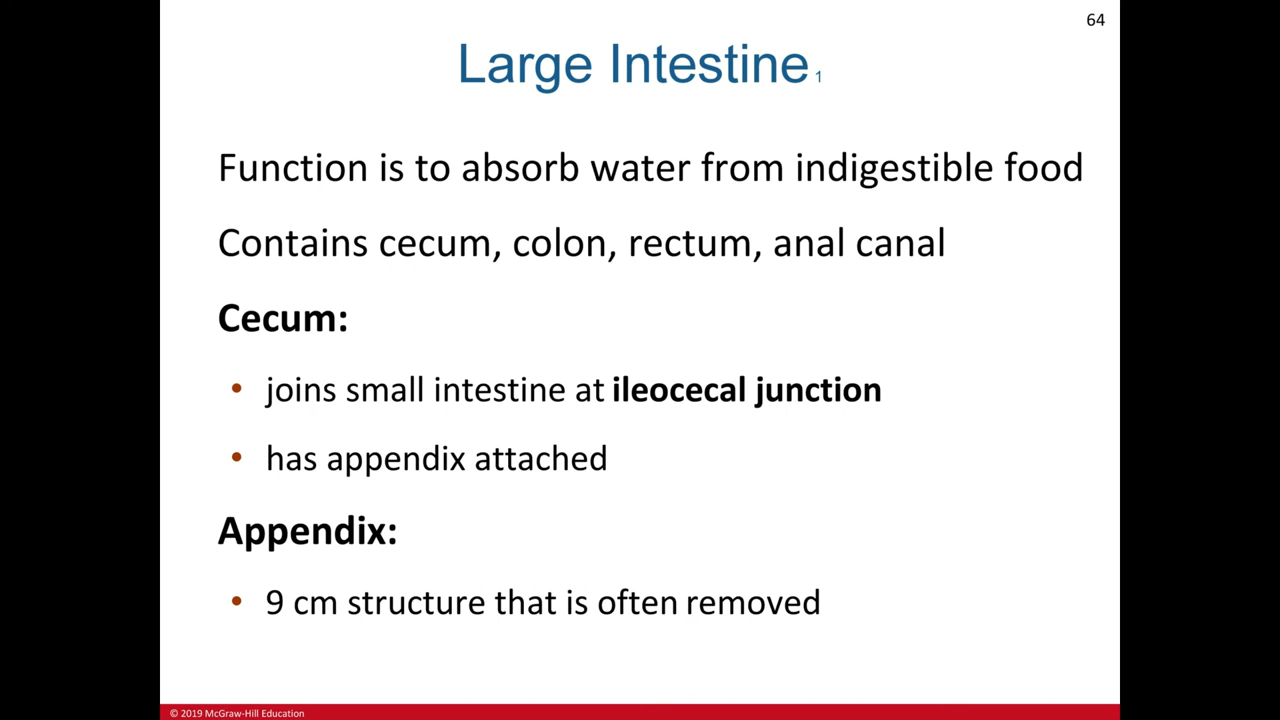 64
Large Intestine 1
Function is to absorb water from indigestible food
Contains cecum, colon, rectum, anal canal
Cecum:
• joins small intestine at ileocecal junction
• has appendix attached
Appendix:
• 9 cm structure that is often removed
© 2019 McGraw-Hill Education